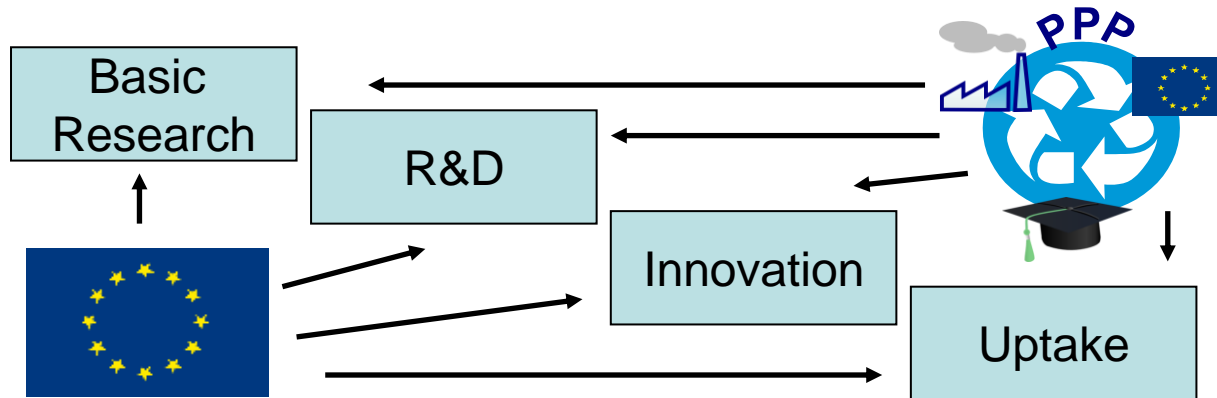 PPP
Basic
Research
R&D
Innovation
Uptake